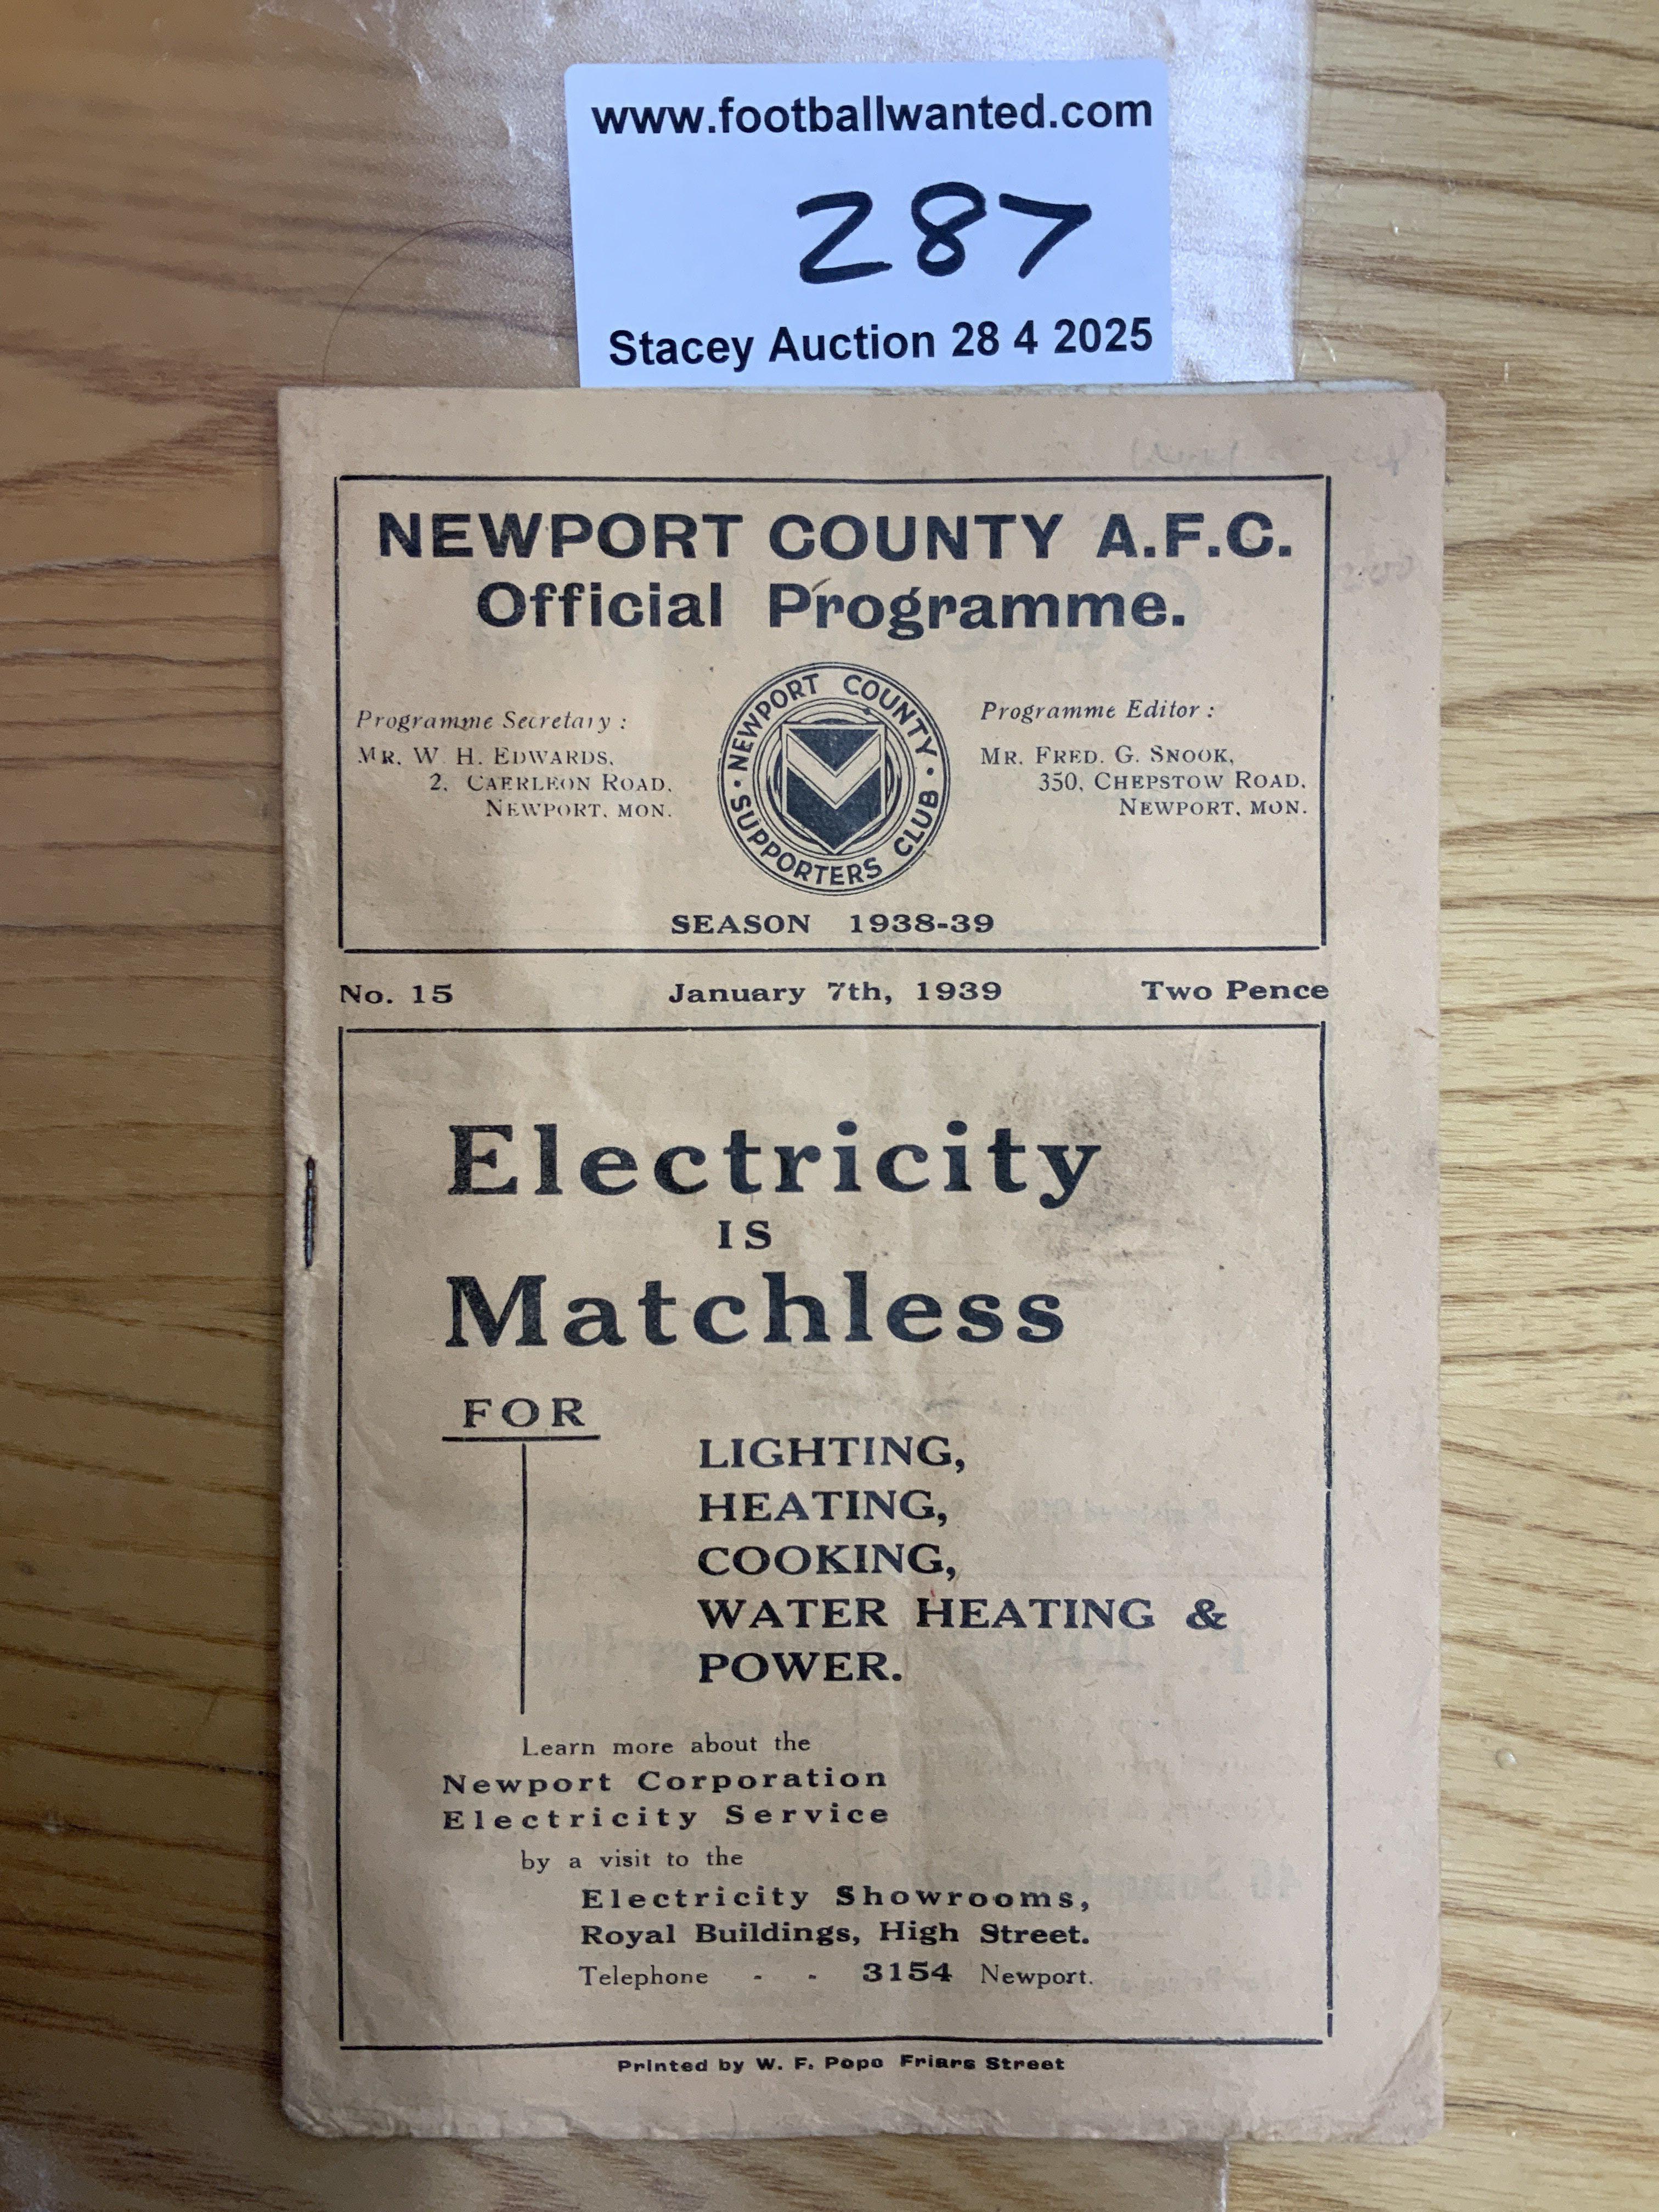 www.footballwanted.com
287
Stacey Auction 28 4 2025
NEWPORT COUNTY A.F.C.
Official Programme.
Programme Secretary :
MR. W. H. EDWARDS,
2, CAERLEON ROAD,
NEWPORT, MON.
NEWPORT COUNTY
SUPPORTERS CLUB
Programme Editor :
MR. FRED. G. SNOOK,
350, CHEPSTOW ROAD,
NEWPORT, MON.
SEASON 1938-39
No. 15 January 7th, 1939 Two Pence
Electricity
IS
Matchless
FOR
LIGHTING,
HEATING,
COOKING,
WATER HEATING &
POWER.
Learn more about the
Newport Corporation
Electricity Service
by a visit to the
Electricity Showrooms,
Royal Buildings, High Street.
Telephone - - 3154 Newport.
Printed by W. F. Popo Friars Street